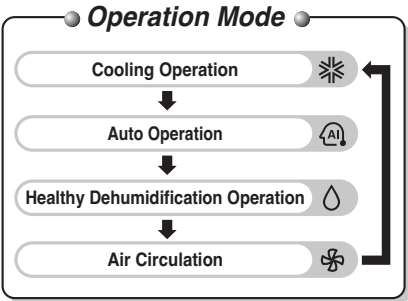 Operation Mode
Cooling Operation
Auto Operation
AI
Healthy Dehumidification Operation
Air Circulation